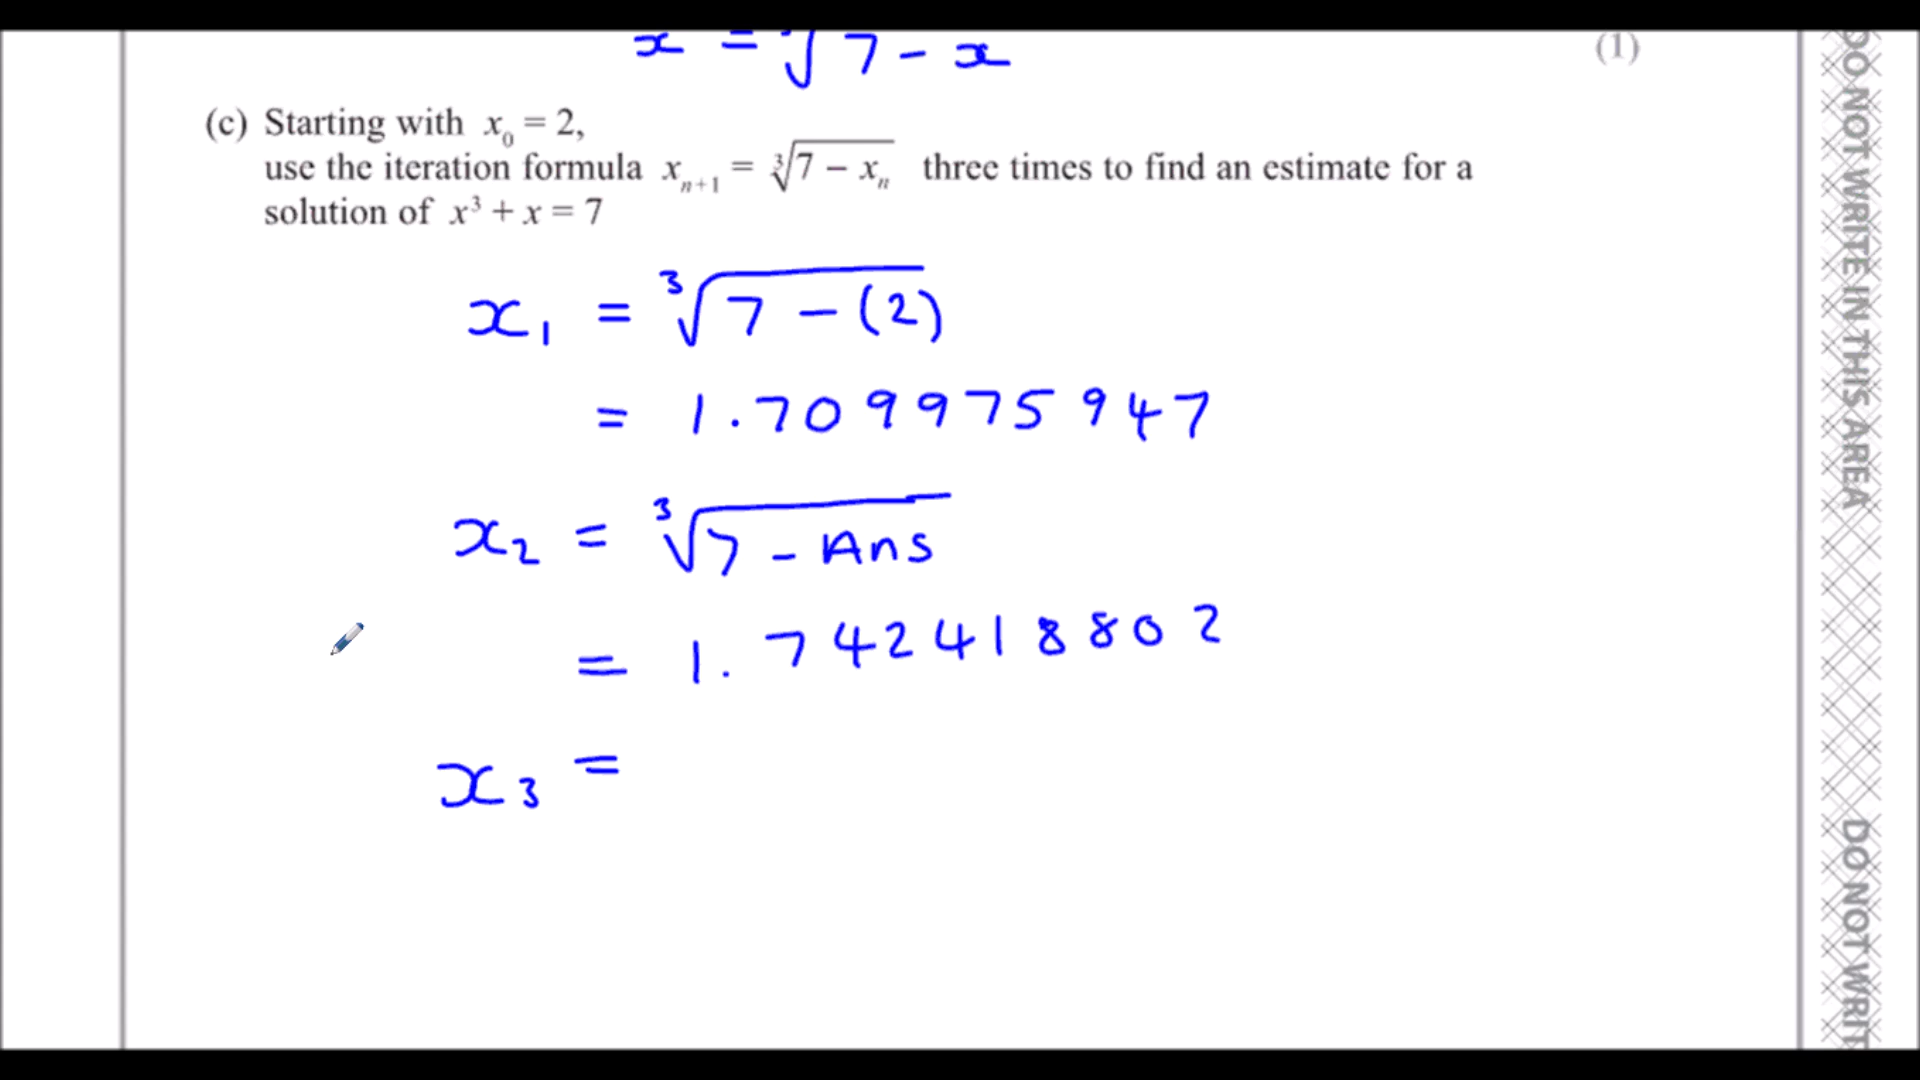 x = √7 - x
(1)
(c) Starting with x₀ = 2,
use the iteration formula xₙ₊₁ = ∛(7 − xₙ) three times to find an estimate for a
solution of x³ + x = 7
x₁ = ∛7 - (2)
= 1.709975947
x₂ = ∛7 - Ans
= 1.742418802
x₃ =
DO NOT WRITE IN THIS AREA
DO NOT WRIT